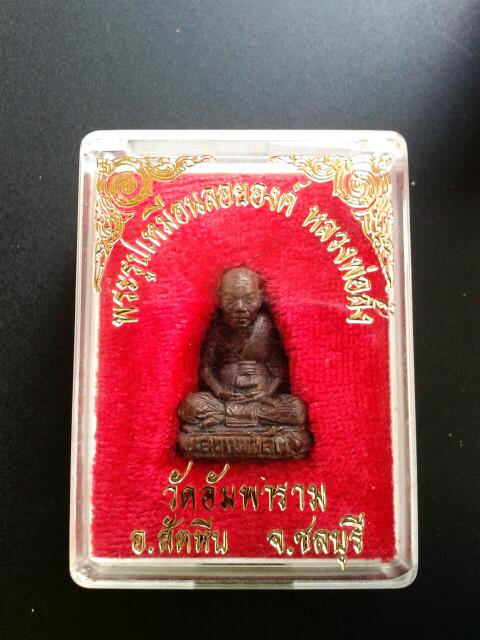 พระรูปเหมือนลอยองค์ หลวงพ่อตั้ง
วัดอัมพาราม
อ.สัตหีบ จ.ชลบุรี